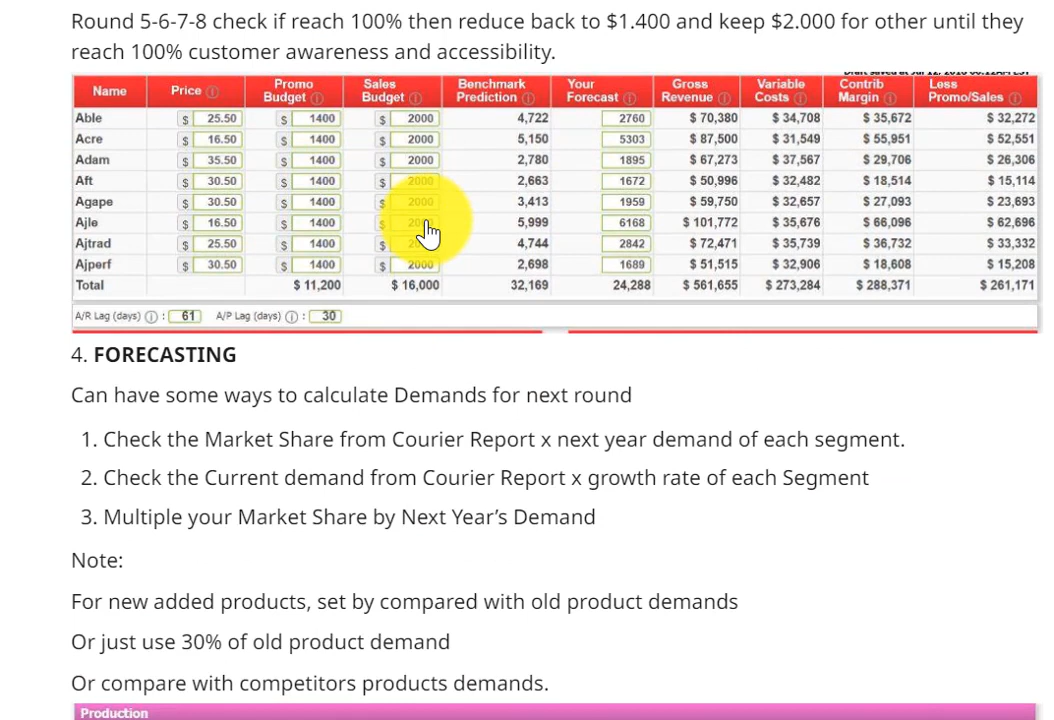 Round 5-6-7-8 check if reach 100% then reduce back to $1.400 and keep $2.000 for other until they
reach 100% customer awareness and accessibility.
Name Price Promo Budget Sales Budget Benchmark Prediction Your Forecast Gross Revenue Variable Costs Contrib Margin Less Promo/Sales
Able $ 25.50 $ 1400 $ 2000 4,722 2760 $ 70,380 $ 34,708 $ 35,672 $ 32,272
Acre $ 16.50 $ 1400 $ 2000 5,150 5303 $ 87,500 $ 31,549 $ 55,951 $ 52,551
Adam $ 35.50 $ 1400 $ 2000 2,780 1895 $ 67,273 $ 37,567 $ 29,706 $ 26,306
Aft $ 30.50 $ 1400 $ 2000 2,663 1672 $ 50,996 $ 32,482 $ 18,514 $ 15,114
Agape $ 30.50 $ 1400 $ 2000 3,413 1959 $ 59,750 $ 32,657 $ 27,093 $ 23,693
Ajle $ 16.50 $ 1400 $ 5,999 6168 $ 101,772 $ 35,676 $ 66,096 $ 62,696
Ajtrad $ 25.50 $ 1400 $ 4,744 2842 $ 72,471 $ 35,739 $ 36,732 $ 33,332
Ajperf $ 30.50 $ 1400 $ 2000 2,698 1689 $ 51,515 $ 32,906 $ 18,608 $ 15,208
Total $ 11,200 $ 16,000 32,169 24,288 $ 561,655 $ 273,284 $ 288,371 $ 261,171
A/R Lag (days) : 61 A/P Lag (days) : 30
4. FORECASTING
Can have some ways to calculate Demands for next round
1. Check the Market Share from Courier Report x next year demand of each segment.
2. Check the Current demand from Courier Report x growth rate of each Segment
3. Multiple your Market Share by Next Year’s Demand
Note:
For new added products, set by compared with old product demands
Or just use 30% of old product demand
Or compare with competitors products demands.
Production